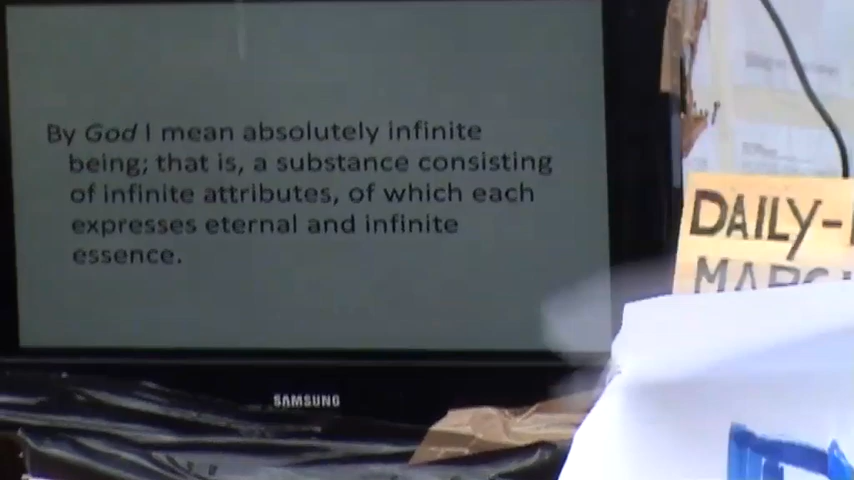 By God I mean absolutely infinite
being; that is, a substance consisting
of infinite attributes, of which each
expresses eternal and infinite
essence.
SAMSUNG
DAILY-